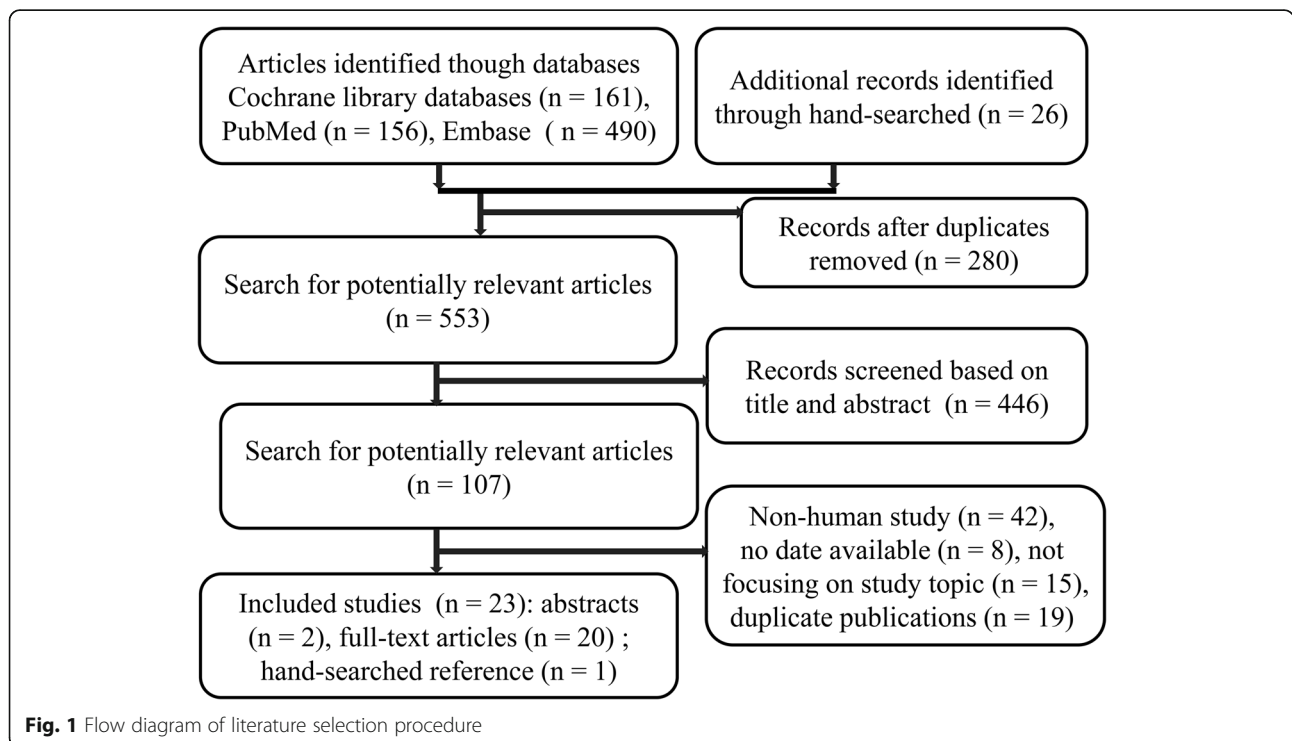 Articles identified though databases
Cochrane library databases (n = 161),
PubMed (n = 156), Embase ( n = 490)
Additional records identified
through hand-searched (n = 26)
Records after duplicates
removed (n = 280)
Search for potentially relevant articles
(n = 553)
Records screened based on
title and abstract (n = 446)
Search for potentially relevant articles
(n = 107)
Non-human study (n = 42),
no date available (n = 8), not
focusing on study topic (n = 15),
duplicate publications (n = 19)
Included studies (n = 23): abstracts
(n = 2), full-text articles (n = 20) ;
hand-searched reference (n = 1)
Fig. 1 Flow diagram of literature selection procedure